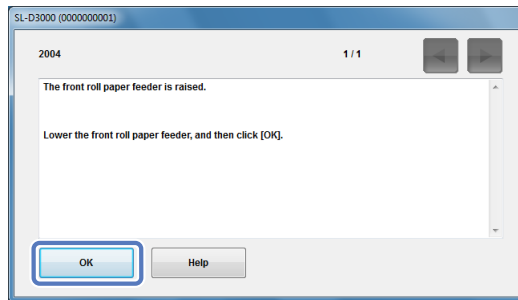 SL-D3000 (0000000001)
2004 1 / 1
The front roll paper feeder is raised.
Lower the front roll paper feeder, and then click [OK].
OK Help